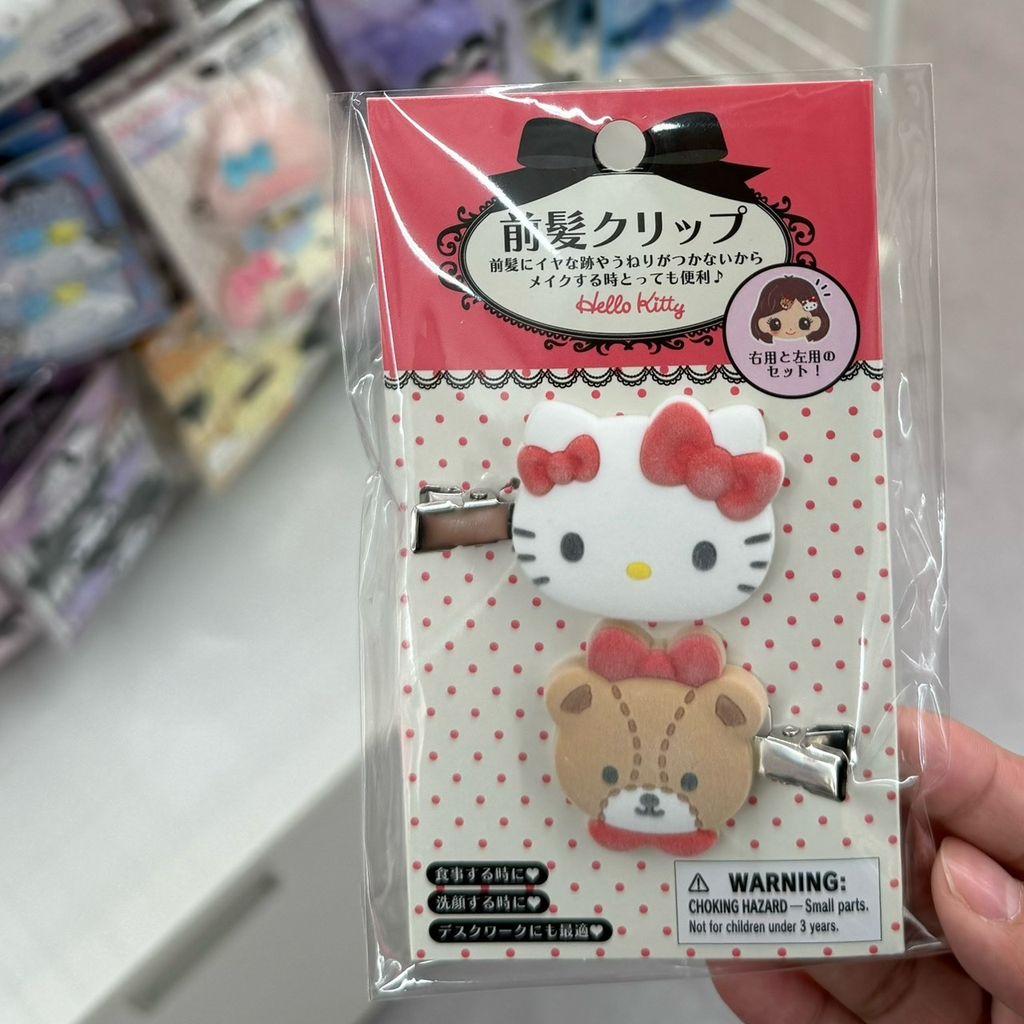 前髪クリップ
前髪にイヤな跡やうねりがつかないから
メイクする時とっても便利♪
Hello Kitty
右用と左用の
セット!
食事する時に♥
洗顔する時に♥
デスクワークにも最適♥
WARNING:
CHOKING HAZARD — Small parts.
Not for children under 3 years.